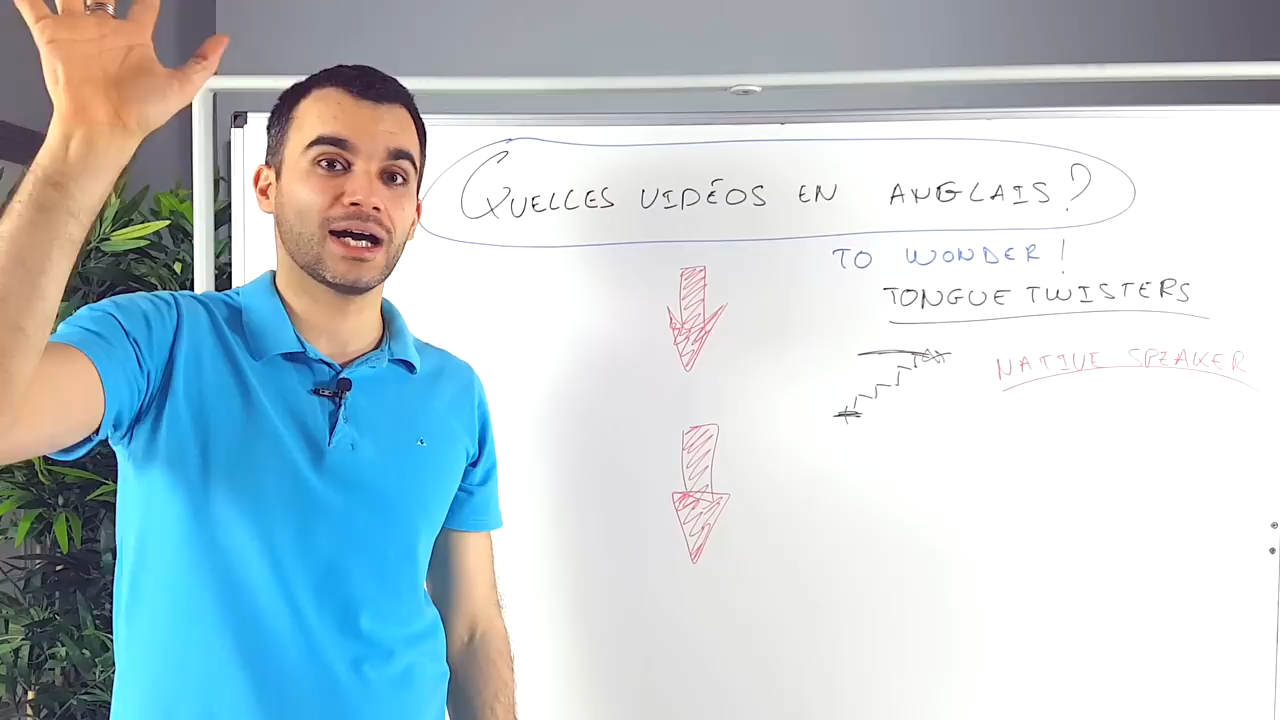 QUELLES VIDÉOS EN ANGLAIS?
TO WONDER!
TONGUE TWISTERS
NATIVE SPEAKER